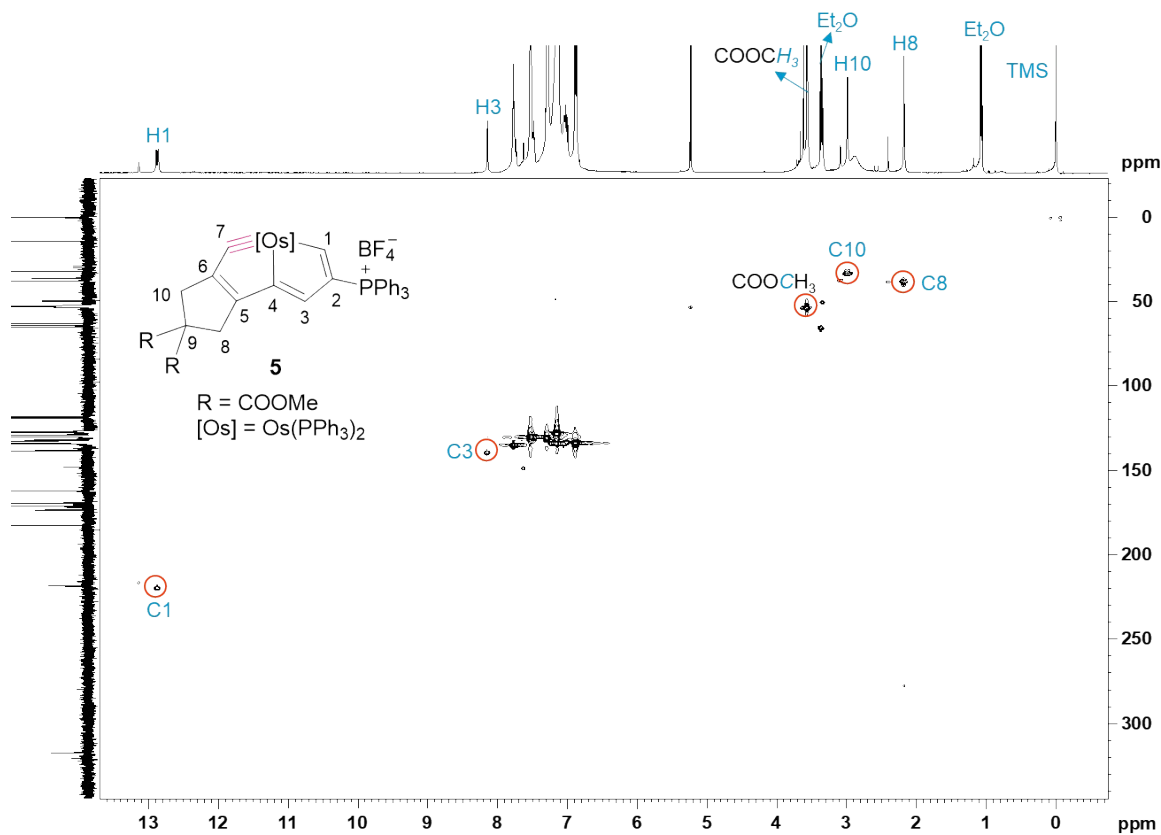 Et₂O
COOCH₃
H10
H8
Et₂O
TMS
H3
H1
ppm
7
[Os]
1
BF₄⁻
6
+
PPh₃
10
4
2
5
3
R
9
8
R
5
R = COOMe
[Os] = Os(PPh₃)₂
C10
COOCH₃
C8
C3
C1
0
50
100
150
200
250
300
ppm
13 12 11 10 9 8 7 6 5 4 3 2 1 0 ppm